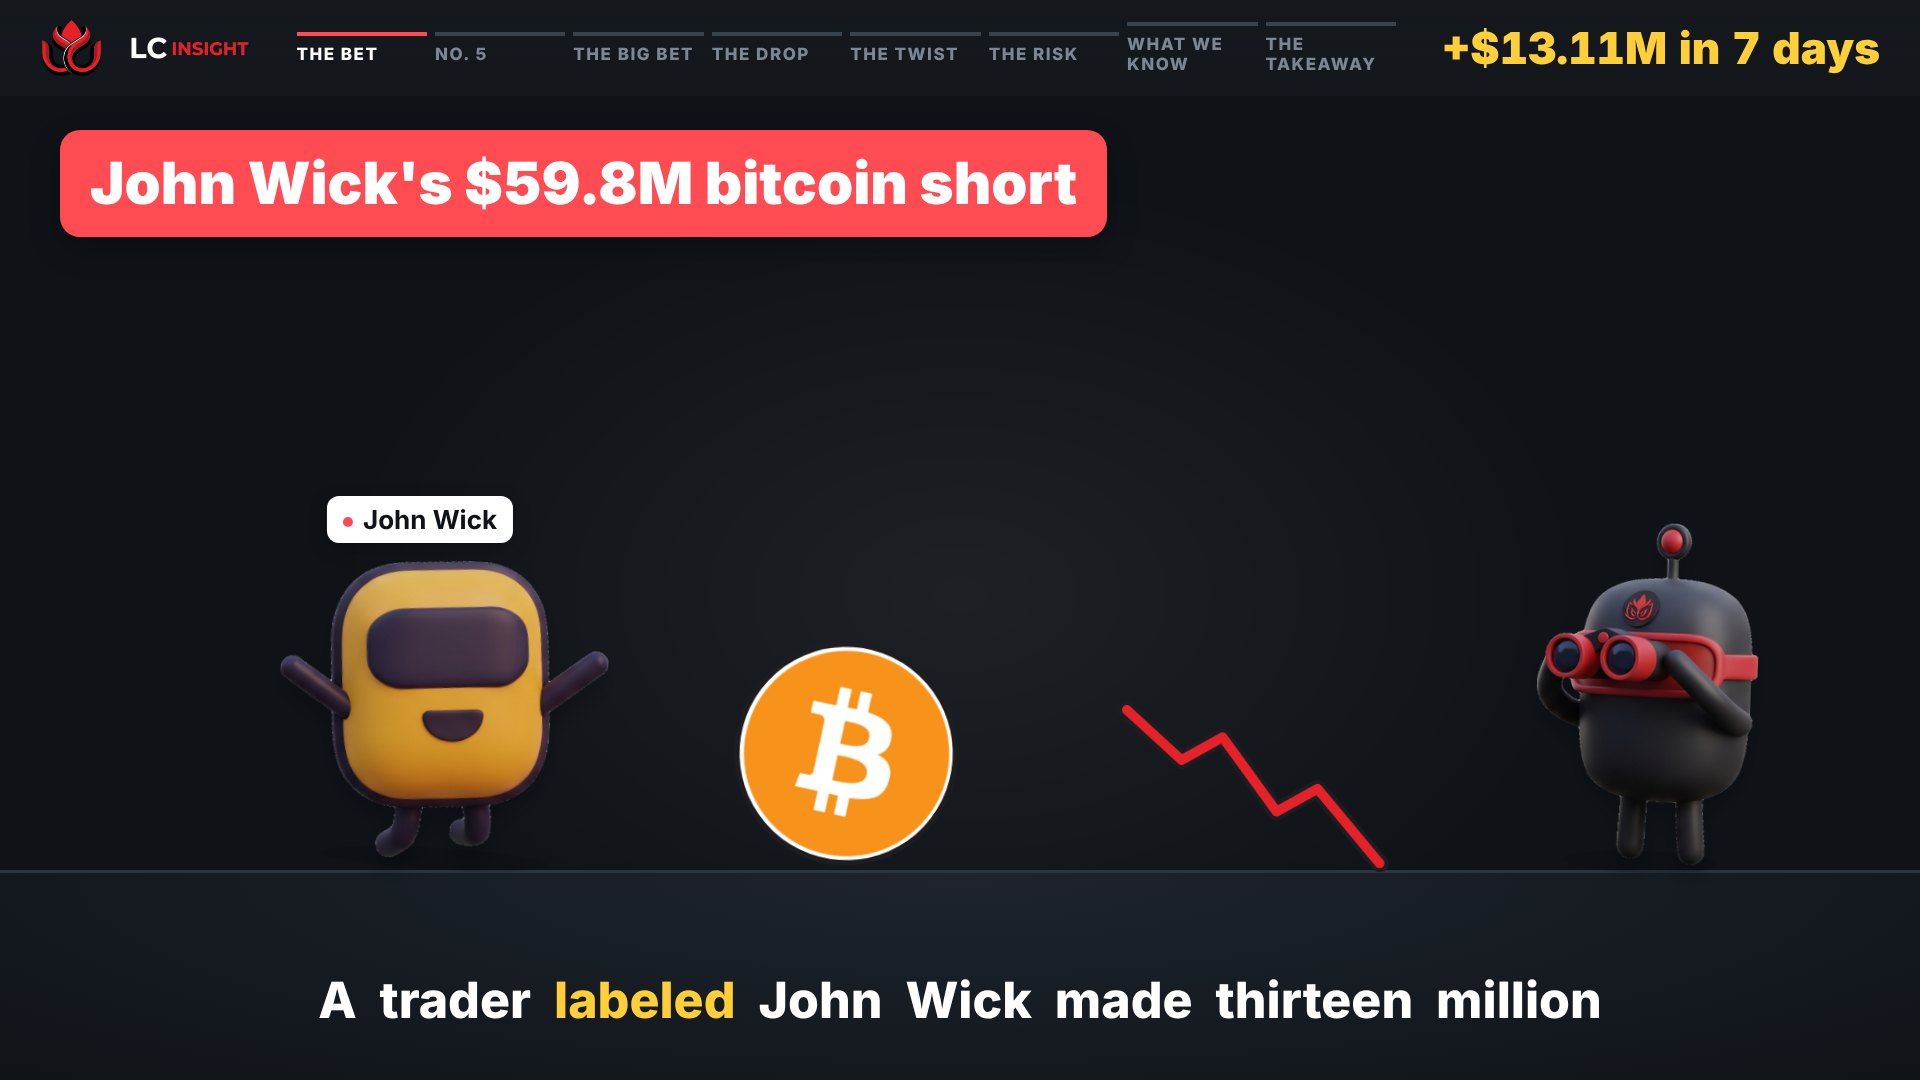 LC INSIGHT
THE BET
NO. 5
THE BIG BET
THE DROP
THE TWIST
THE RISK
WHAT WE
KNOW
THE
TAKEAWAY
+$13.11M in 7 days
John Wick's $59.8M bitcoin short
John Wick
A trader labeled John Wick made thirteen million